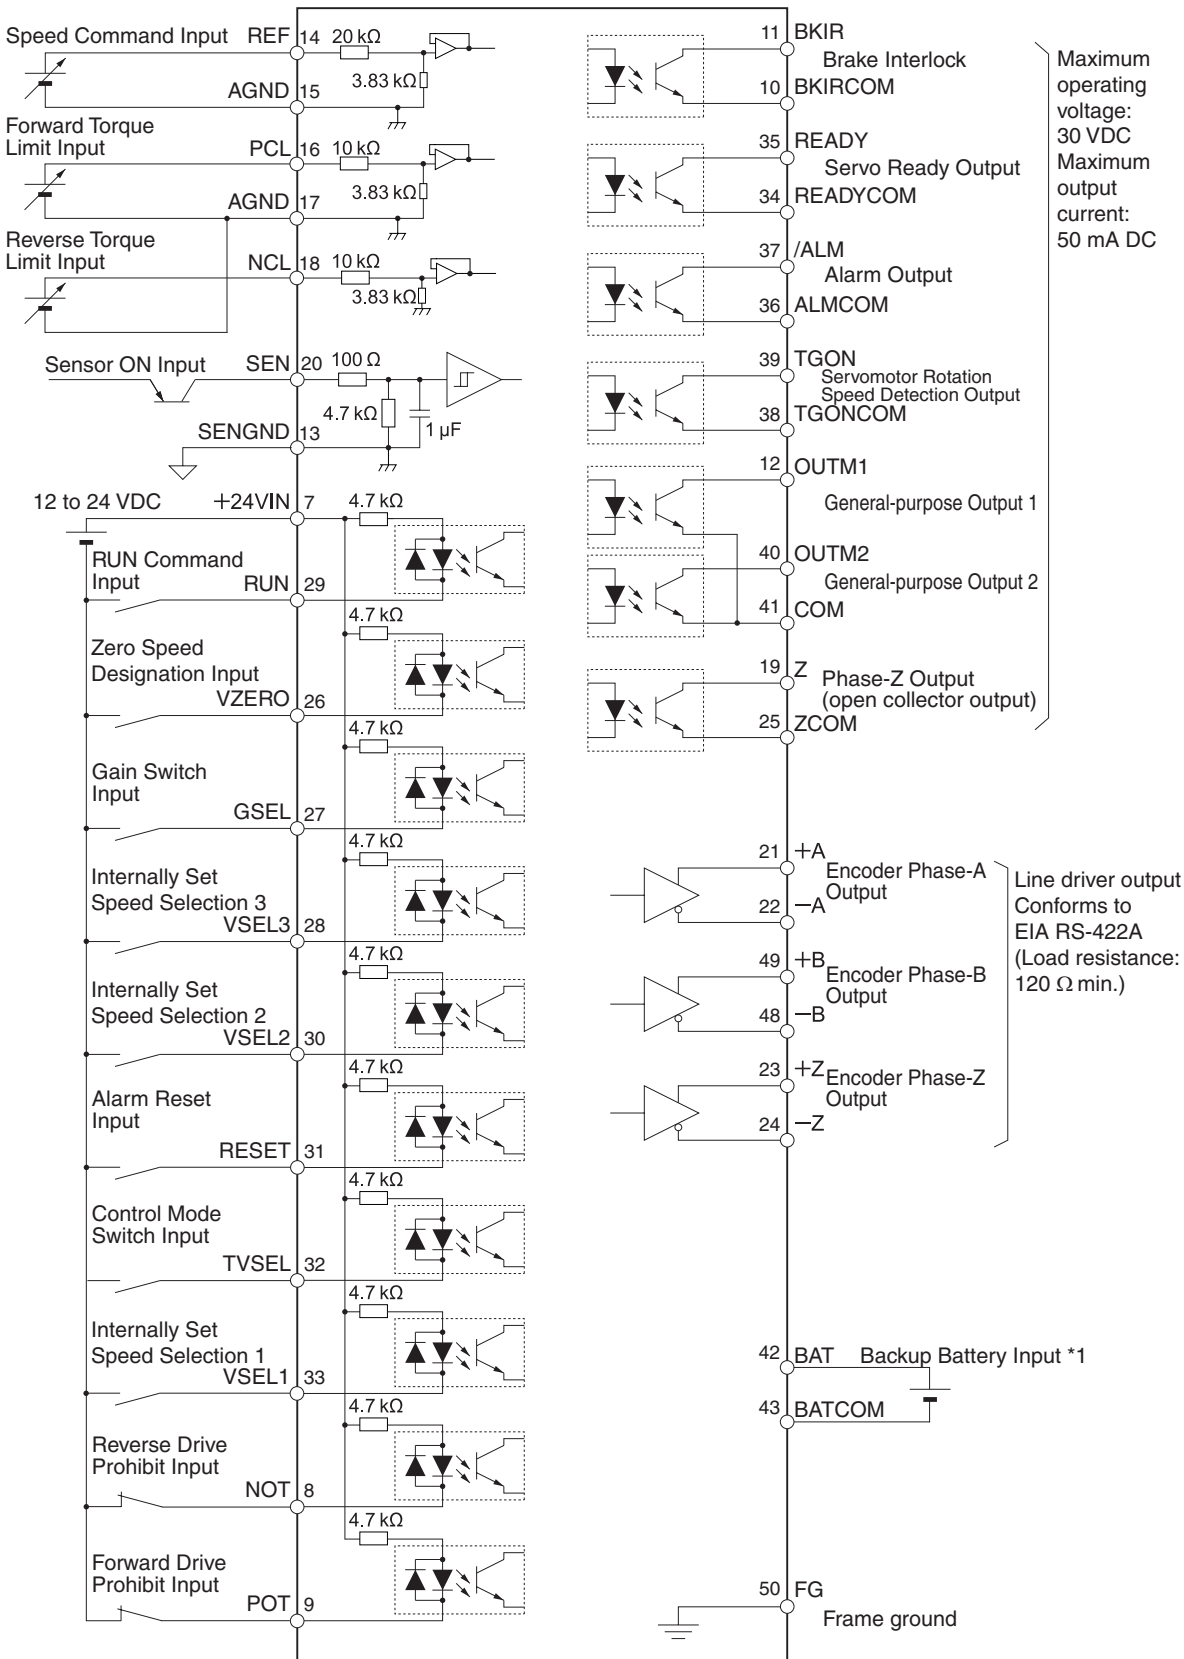 Speed Command Input REF 14 20 kΩ
3.83 kΩ
AGND 15
Forward Torque
Limit Input PCL 16 10 kΩ
3.83 kΩ
AGND 17
Reverse Torque
Limit Input NCL 18 10 kΩ
3.83 kΩ
Sensor ON Input SEN 20 100 Ω
4.7 kΩ
1 µF
SENGND 13
12 to 24 VDC +24VIN 7 4.7 kΩ
RUN Command
Input
RUN 29
4.7 kΩ
Zero Speed
Designation Input
VZERO 26
4.7 kΩ
Gain Switch
Input
GSEL 27
4.7 kΩ
Internally Set
Speed Selection 3
VSEL3 28
4.7 kΩ
Internally Set
Speed Selection 2
VSEL2 30
4.7 kΩ
Alarm Reset
Input
RESET 31
4.7 kΩ
Control Mode
Switch Input
TVSEL 32
4.7 kΩ
Internally Set
Speed Selection 1
VSEL1 33
4.7 kΩ
Reverse Drive
Prohibit Input
NOT 8
4.7 kΩ
Forward Drive
Prohibit Input
POT 9
11 BKIR
Brake Interlock
10 BKIRCOM
35 READY
Servo Ready Output
34 READYCOM
37 /ALM
Alarm Output
36 ALMCOM
39 TGON
Servomotor Rotation
Speed Detection Output
38 TGONCOM
12 OUTM1
General-purpose Output 1
40 OUTM2
General-purpose Output 2
41 COM
19 Z
Phase-Z Output
(open collector output)
25 ZCOM
Maximum
operating
voltage:
30 VDC
Maximum
output
current:
50 mA DC
21 +A
Encoder Phase-A
Output
22 −A
49 +B
Encoder Phase-B
Output
48 −B
23 +Z
Encoder Phase-Z
Output
24 −Z
Line driver output
Conforms to
EIA RS-422A
(Load resistance:
120 Ω min.)
42 BAT Backup Battery Input *1
43 BATCOM
50 FG
Frame ground